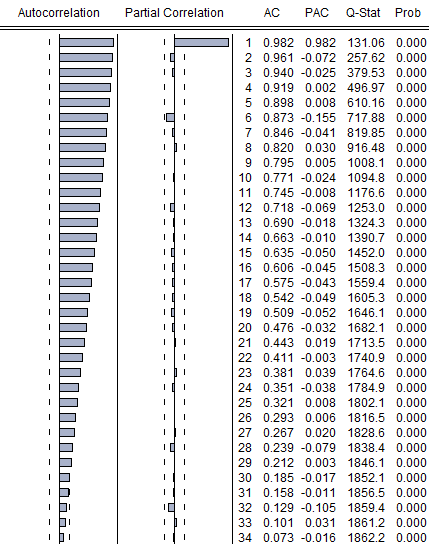 Autocorrelation Partial Correlation AC PAC Q-Stat Prob
1 0.982 0.982 131.06 0.000
2 0.961 -0.072 257.62 0.000
3 0.940 -0.025 379.53 0.000
4 0.919 0.002 496.97 0.000
5 0.898 0.008 610.16 0.000
6 0.873 -0.155 717.88 0.000
7 0.846 -0.041 819.85 0.000
8 0.820 0.030 916.48 0.000
9 0.795 0.005 1008.1 0.000
10 0.771 -0.024 1094.8 0.000
11 0.745 -0.008 1176.6 0.000
12 0.718 -0.069 1253.0 0.000
13 0.690 -0.018 1324.3 0.000
14 0.663 -0.010 1390.7 0.000
15 0.635 -0.050 1452.0 0.000
16 0.606 -0.045 1508.3 0.000
17 0.575 -0.043 1559.4 0.000
18 0.542 -0.049 1605.3 0.000
19 0.509 -0.052 1646.1 0.000
20 0.476 -0.032 1682.1 0.000
21 0.443 0.019 1713.5 0.000
22 0.411 -0.003 1740.9 0.000
23 0.381 0.039 1764.6 0.000
24 0.351 -0.038 1784.9 0.000
25 0.321 0.008 1802.1 0.000
26 0.293 0.006 1816.5 0.000
27 0.267 0.020 1828.6 0.000
28 0.239 -0.079 1838.4 0.000
29 0.212 0.003 1846.1 0.000
30 0.185 -0.017 1852.1 0.000
31 0.158 -0.011 1856.5 0.000
32 0.129 -0.105 1859.4 0.000
33 0.101 0.031 1861.2 0.000
34 0.073 -0.016 1862.2 0.000